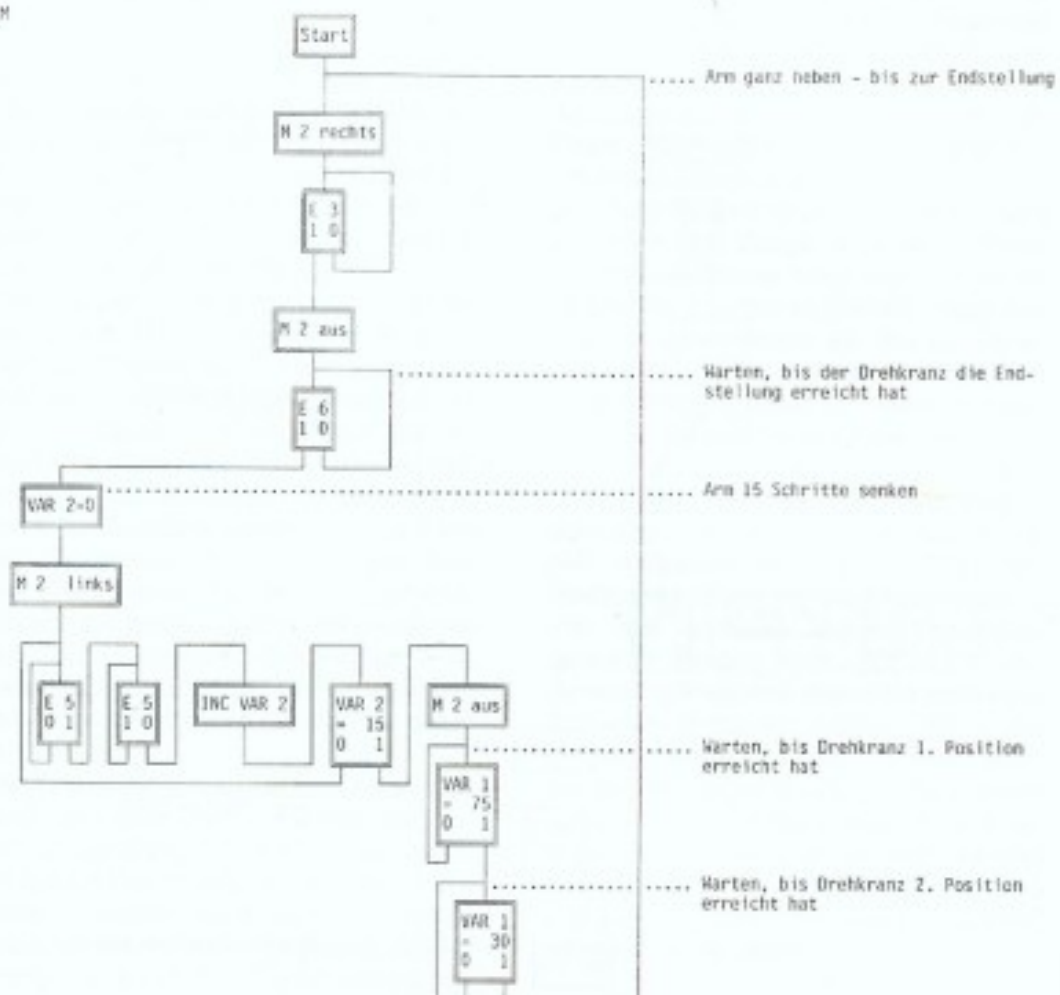 M
Start
..... Arm ganz heben - bis zur Endstellung
M 2 rechts
E 3
1 0
M 2 aus
Warten, bis der Drehkranz die End-
stellung erreicht hat
E 6
1 0
VAR 2=0
Arm 15 Schritte senken
M 2 links
E 5
0 1
E 5
1 0
INC VAR 2
VAR 2
= 15
0 1
M 2 aus
Warten, bis Drehkranz 1. Position
erreicht hat
VAR 1
= 75
0 1
Warten, bis Drehkranz 2. Position
erreicht hat
VAR 1
= 30
0 1